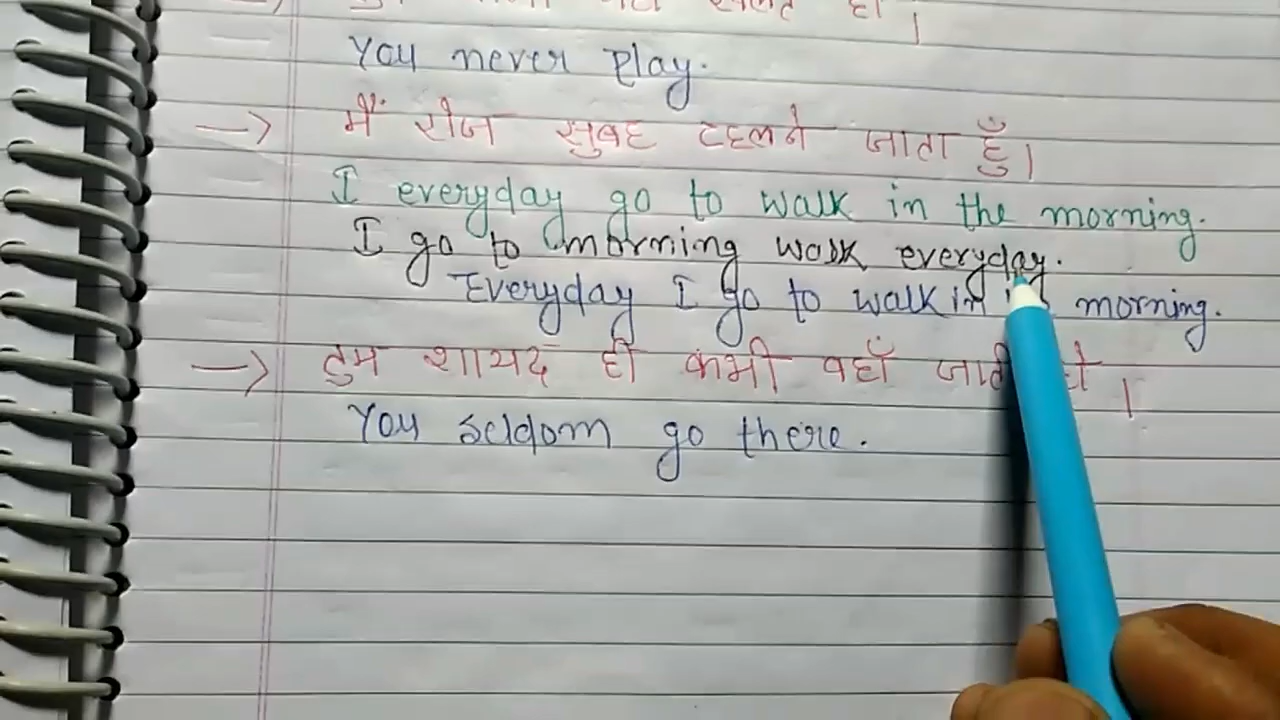 You never play.
→ मैं रोज सुबह टहलने जाता हूँ।
I everyday go to walk in the morning.
I go to morning walk everyday.
Everyday I go to walk in morning.
→ तुम शायद ही कभी वहाँ जाते हो ।
You seldom go there.